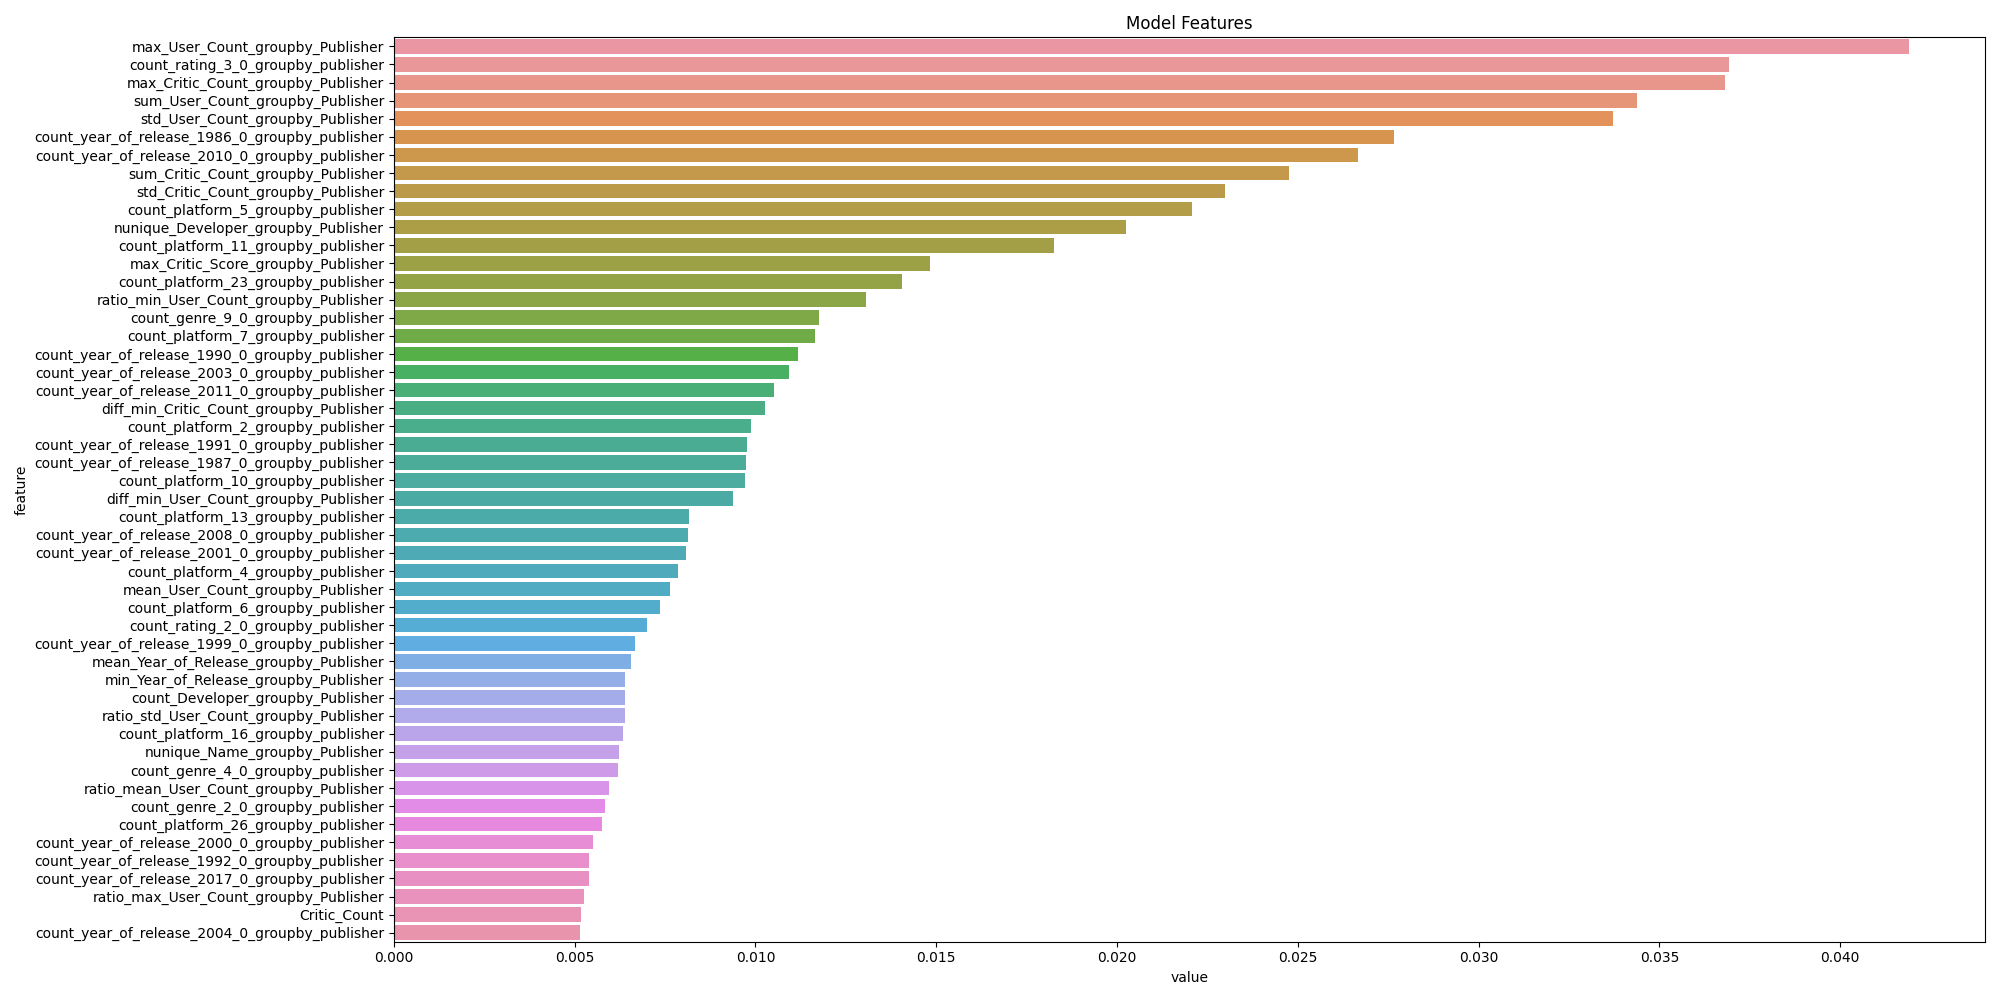 Model Features
max_User_Count_groupby_Publisher
count_rating_3_0_groupby_publisher
max_Critic_Count_groupby_Publisher
sum_User_Count_groupby_Publisher
std_User_Count_groupby_Publisher
count_year_of_release_1986_0_groupby_publisher
count_year_of_release_2010_0_groupby_publisher
sum_Critic_Count_groupby_Publisher
std_Critic_Count_groupby_Publisher
count_platform_5_groupby_publisher
nunique_Developer_groupby_Publisher
count_platform_11_groupby_publisher
max_Critic_Score_groupby_Publisher
count_platform_23_groupby_publisher
ratio_min_User_Count_groupby_Publisher
count_genre_9_0_groupby_publisher
count_platform_7_groupby_publisher
count_year_of_release_1990_0_groupby_publisher
count_year_of_release_2003_0_groupby_publisher
count_year_of_release_2011_0_groupby_publisher
diff_min_Critic_Count_groupby_Publisher
count_platform_2_groupby_publisher
count_year_of_release_1991_0_groupby_publisher
count_year_of_release_1987_0_groupby_publisher
count_platform_10_groupby_publisher
diff_min_User_Count_groupby_Publisher
count_platform_13_groupby_publisher
count_year_of_release_2008_0_groupby_publisher
count_year_of_release_2001_0_groupby_publisher
count_platform_4_groupby_publisher
mean_User_Count_groupby_Publisher
count_platform_6_groupby_publisher
count_rating_2_0_groupby_publisher
count_year_of_release_1999_0_groupby_publisher
mean_Year_of_Release_groupby_Publisher
min_Year_of_Release_groupby_Publisher
count_Developer_groupby_Publisher
ratio_std_User_Count_groupby_Publisher
count_platform_16_groupby_publisher
nunique_Name_groupby_Publisher
count_genre_4_0_groupby_publisher
ratio_mean_User_Count_groupby_Publisher
count_genre_2_0_groupby_publisher
count_platform_26_groupby_publisher
count_year_of_release_2000_0_groupby_publisher
count_year_of_release_1992_0_groupby_publisher
count_year_of_release_2017_0_groupby_publisher
ratio_max_User_Count_groupby_Publisher
Critic_Count
count_year_of_release_2004_0_groupby_publisher
feature
0.000 0.005 0.010 0.015 0.020 0.025 0.030 0.035 0.040
value